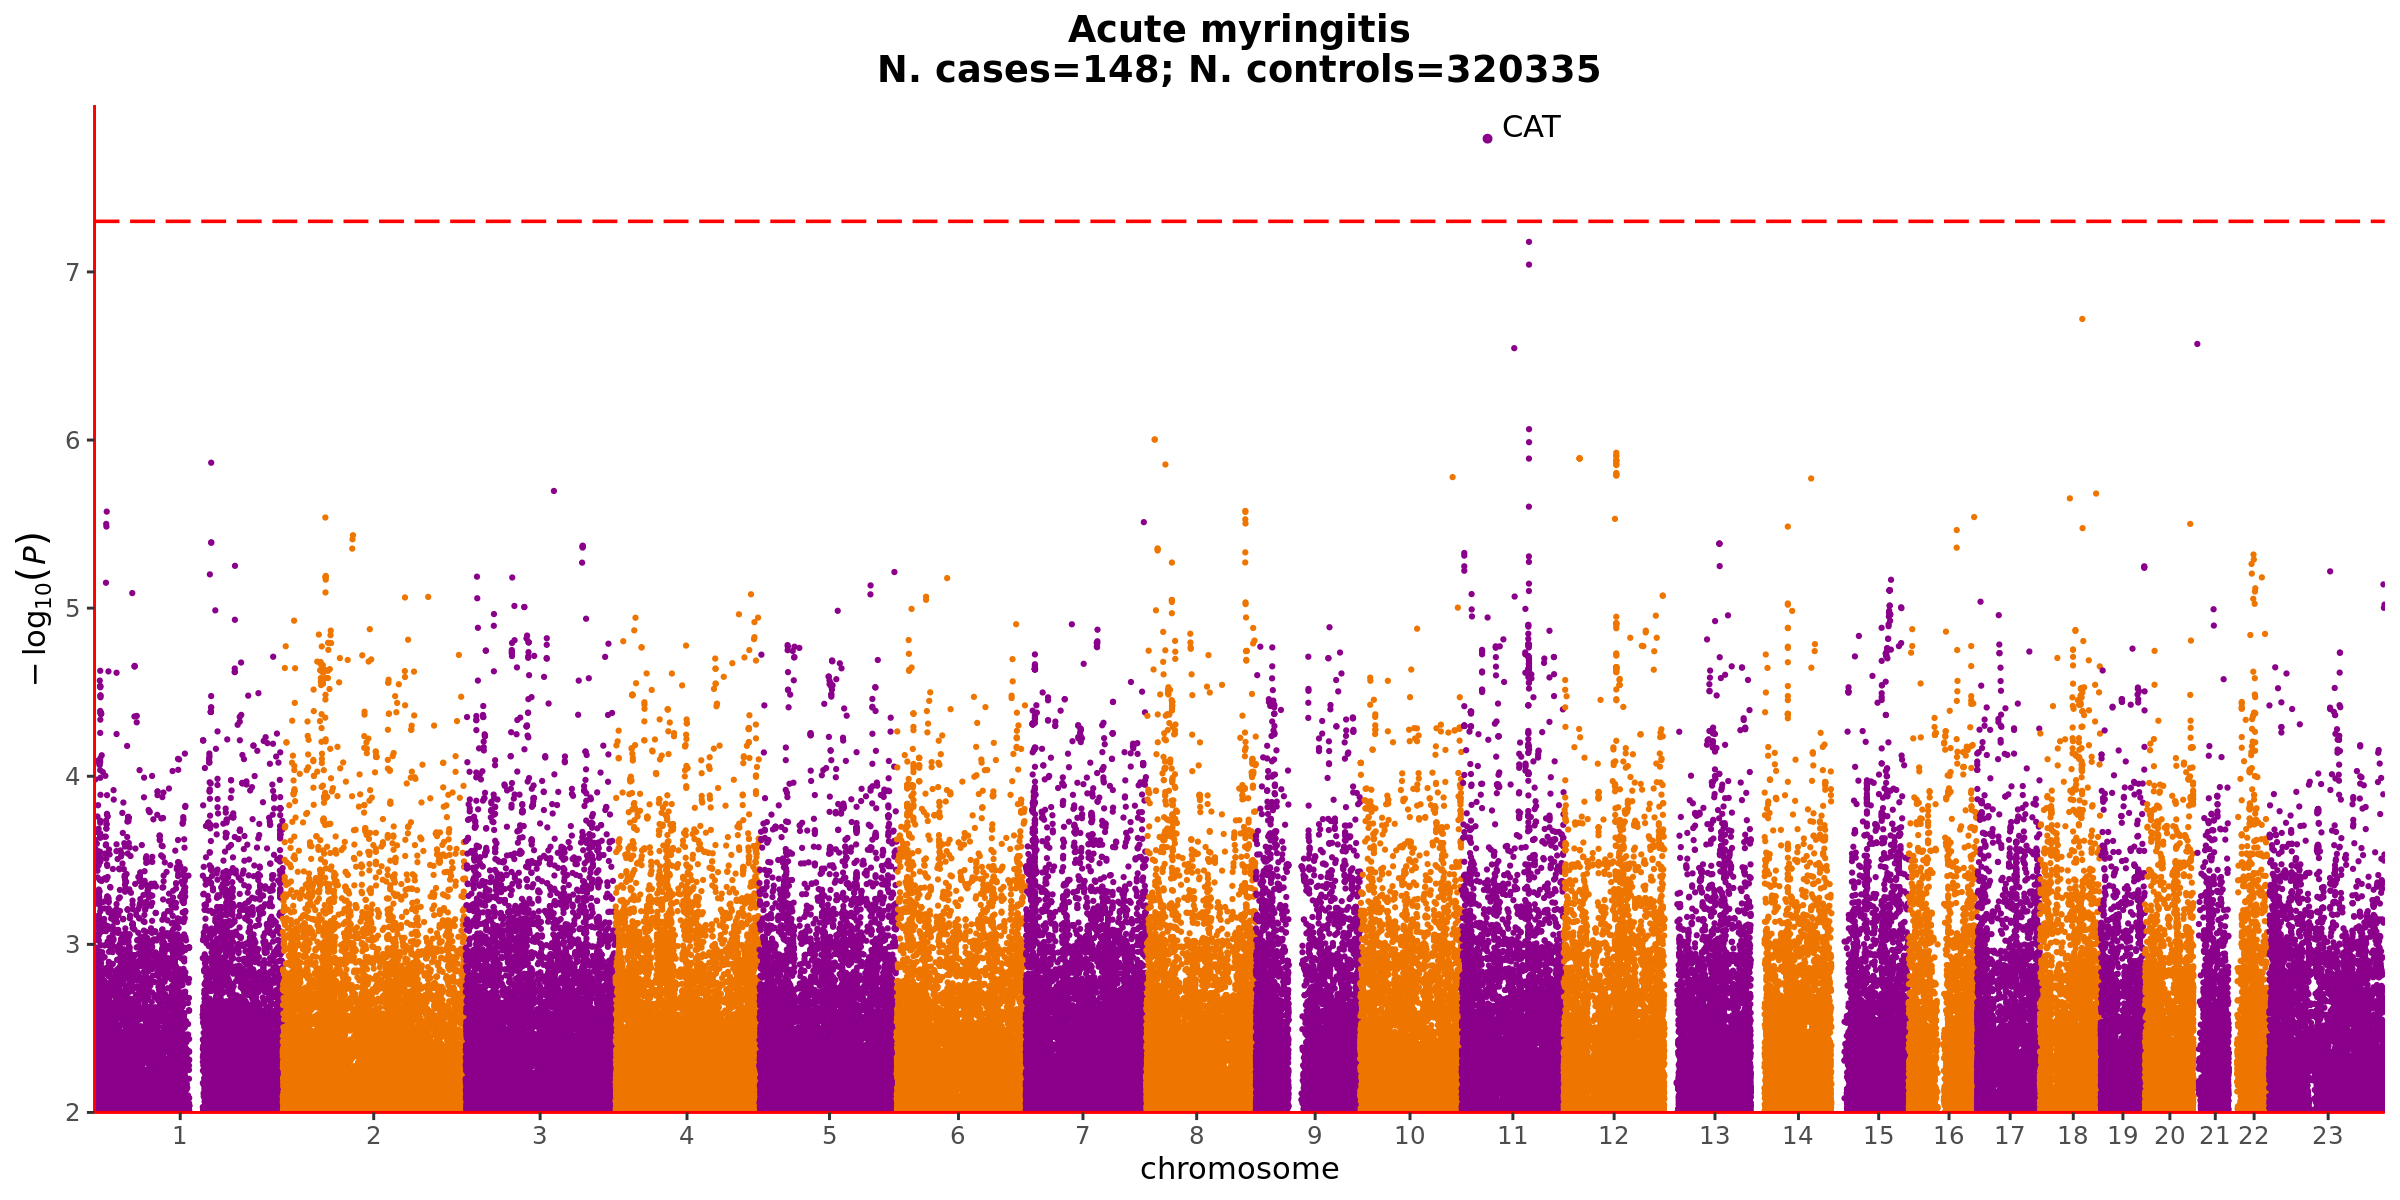 Acute myringitis
N. cases=148; N. controls=320335
CAT
7
6
5
4
3
2
−log10(P)
1 2 3 4 5 6 7 8 9 10 11 12 13 14 15 16 17 18 19 20 21 22 23
chromosome